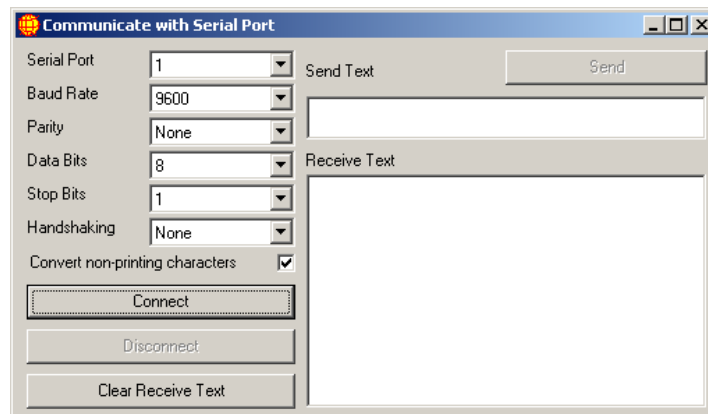 Communicate with Serial Port
Serial Port 1
Baud Rate 9600
Parity None
Data Bits 8
Stop Bits 1
Handshaking None
Convert non-printing characters
Connect
Disconnect
Clear Receive Text
Send Text Send
Receive Text